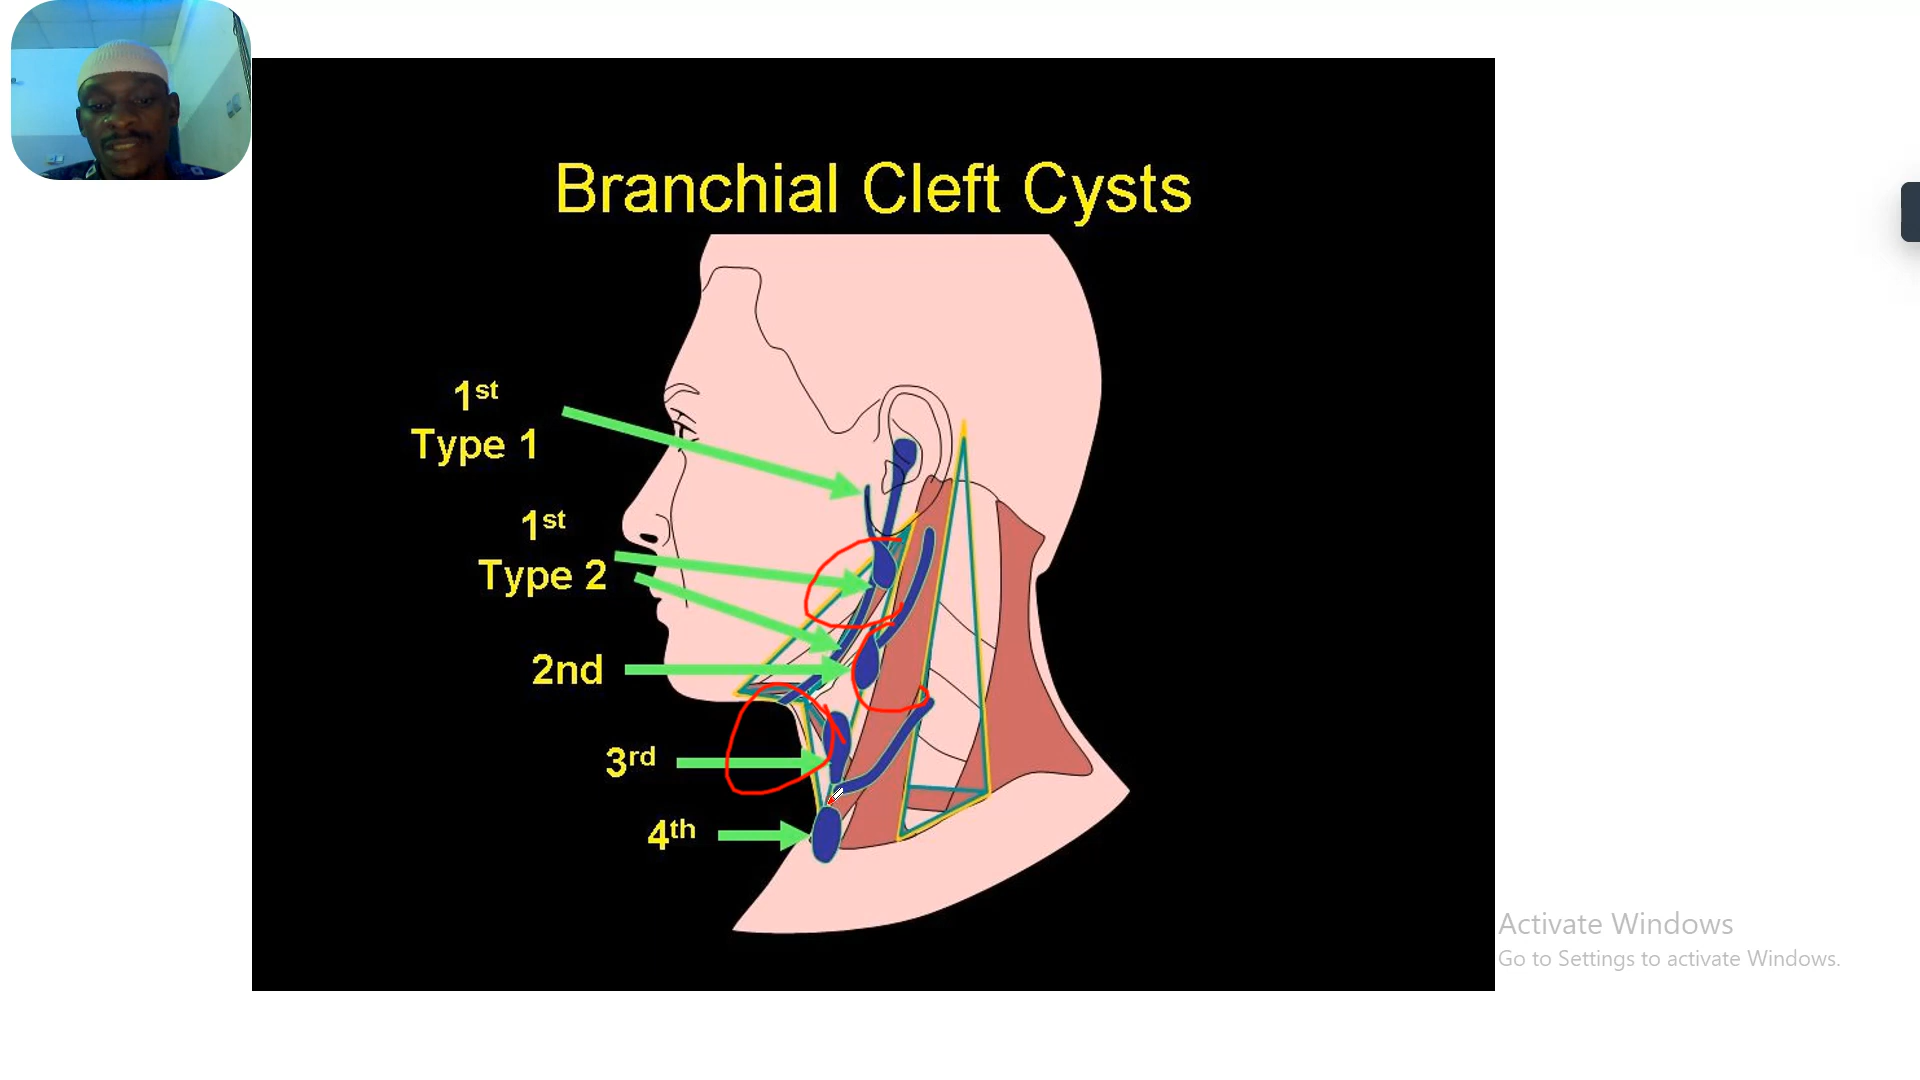 Branchial Cleft Cysts
1st
Type 1
1st
Type 2
2nd
3rd
4th
Activate Windows
Go to Settings to activate Windows.